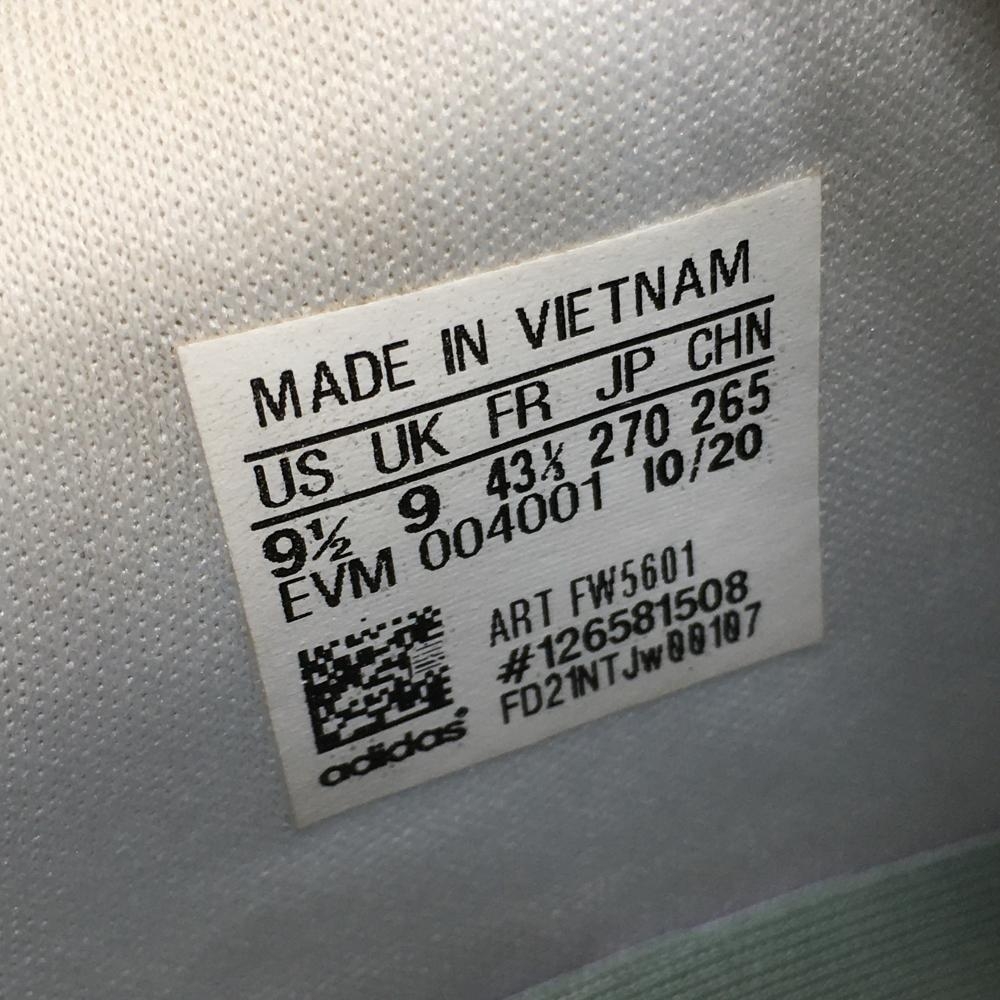 MADE IN VIETNAM
US UK FR JP CHN
9½ 9 43⅓ 270 265
EVM 004001 10/20
ART FW5601
#126581508
FD21NTJw00107
adidas